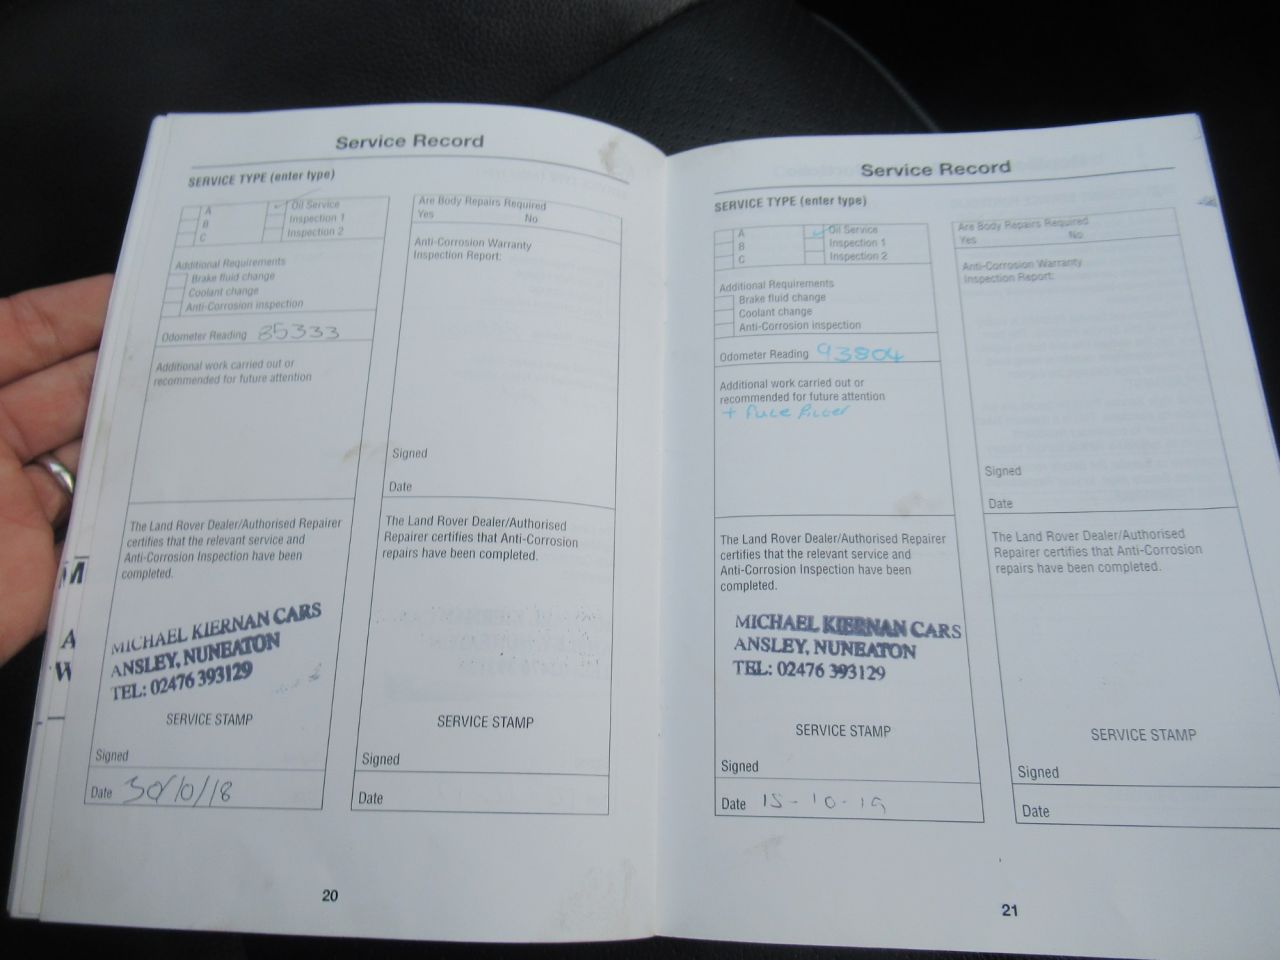 Service Record
SERVICE TYPE (enter type)
A
B
C
Oil Service
Inspection 1
Inspection 2
Additional Requirements
Brake fluid change
Coolant change
Anti-Corrosion inspection
Odometer Reading 85333
Additional work carried out or
recommended for future attention
The Land Rover Dealer/Authorised Repairer
certifies that the relevant service and
Anti-Corrosion Inspection have been
completed.
MICHAEL KIERNAN CARS
ANSLEY, NUNEATON
TEL: 02476 393129
SERVICE STAMP
Signed
Date 30/10/18
Are Body Repairs Required
Yes No
Anti-Corrosion Warranty
Inspection Report:
Signed
Date
The Land Rover Dealer/Authorised
Repairer certifies that Anti-Corrosion
repairs have been completed.
SERVICE STAMP
Signed
Date
20
Service Record
SERVICE TYPE (enter type)
A
B
C
Oil Service
Inspection 1
Inspection 2
Additional Requirements
Brake fluid change
Coolant change
Anti-Corrosion inspection
Odometer Reading 93804
Additional work carried out or
recommended for future attention
+ Fuel Filter
The Land Rover Dealer/Authorised Repairer
certifies that the relevant service and
Anti-Corrosion Inspection have been
completed.
MICHAEL KIERNAN CARS
ANSLEY, NUNEATON
TEL: 02476 393129
SERVICE STAMP
Signed
Date 15-10-19
Are Body Repairs Required
Yes No
Anti-Corrosion Warranty
Inspection Report:
Signed
Date
The Land Rover Dealer/Authorised
Repairer certifies that Anti-Corrosion
repairs have been completed.
SERVICE STAMP
Signed
Date
21